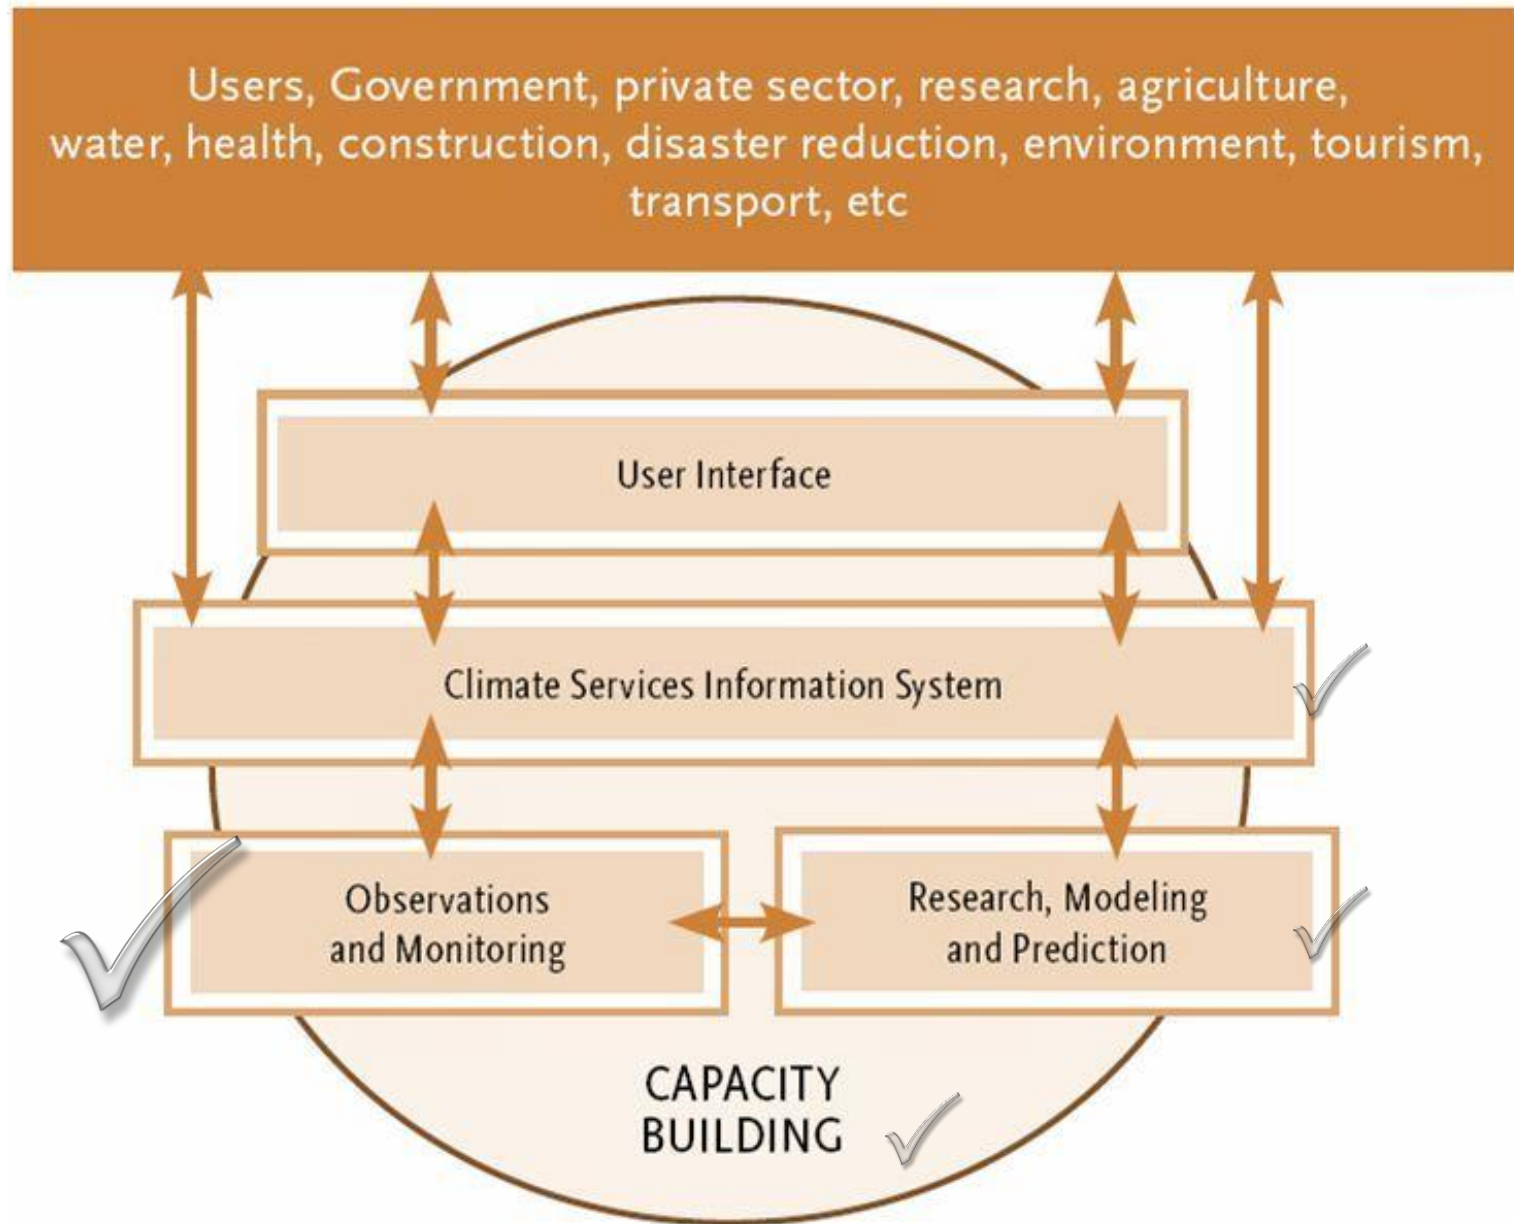 Users, Government, private sector, research, agriculture,
water, health, construction, disaster reduction, environment, tourism,
transport, etc
User Interface
Climate Services Information System
Observations
and Monitoring
Research, Modeling
and Prediction
CAPACITY
BUILDING